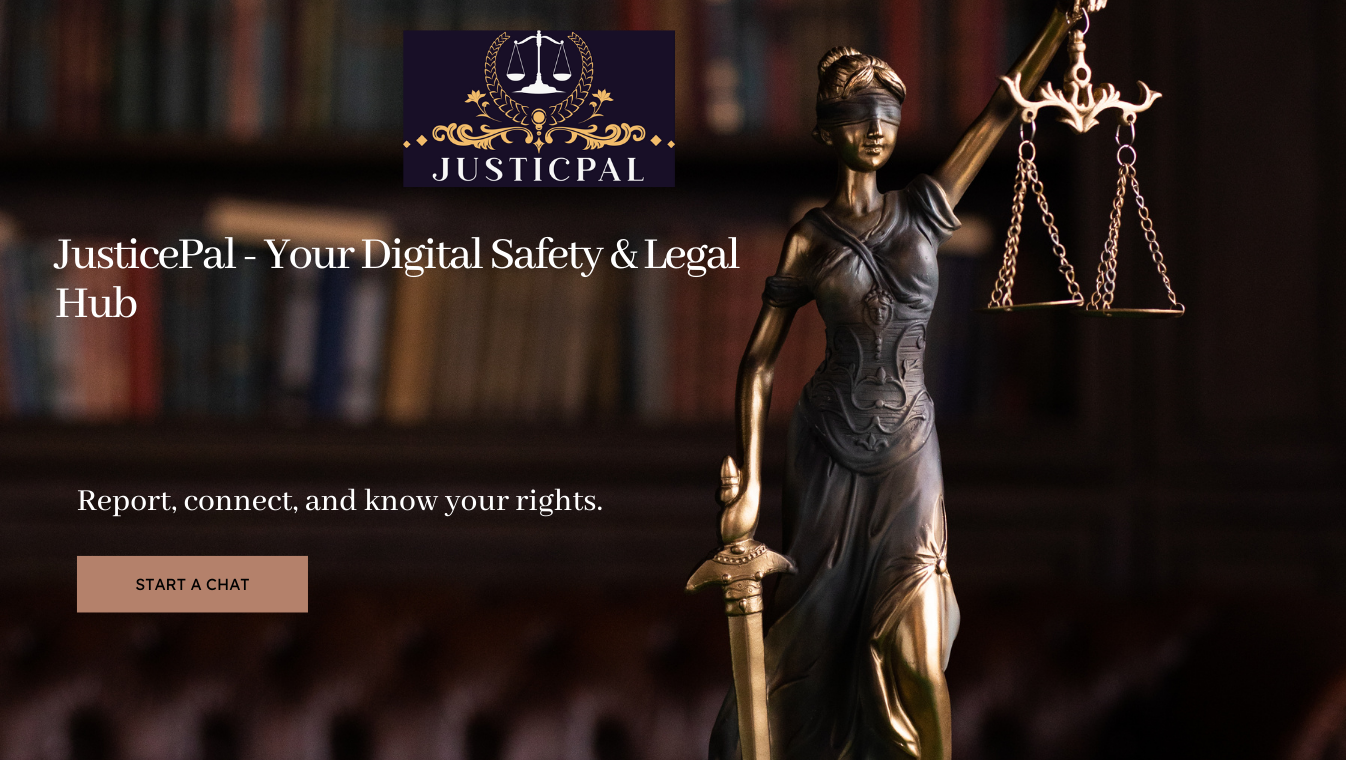 JUSTICPAL
JusticePal - Your Digital Safety & Legal
Hub
Report, connect, and know your rights.
START A CHAT